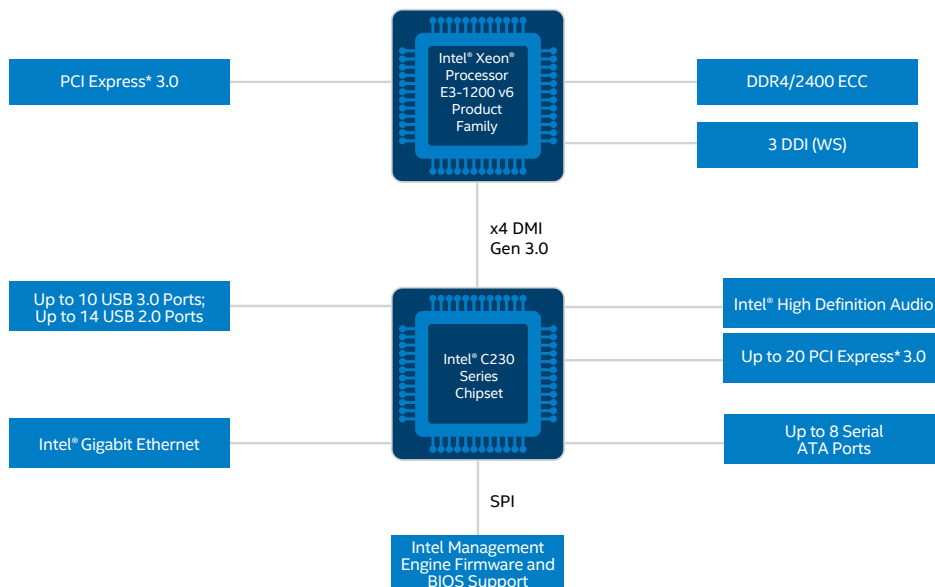 PCI Express* 3.0
Intel® Xeon®
Processor
E3-1200 v6
Product
Family
DDR4/2400 ECC
3 DDI (WS)
x4 DMI
Gen 3.0
Up to 10 USB 3.0 Ports;
Up to 14 USB 2.0 Ports
Intel® Gigabit Ethernet
Intel® C230
Series
Chipset
Intel® High Definition Audio
Up to 20 PCI Express* 3.0
Up to 8 Serial
ATA Ports
SPI
Intel Management
Engine Firmware and
BIOS Support